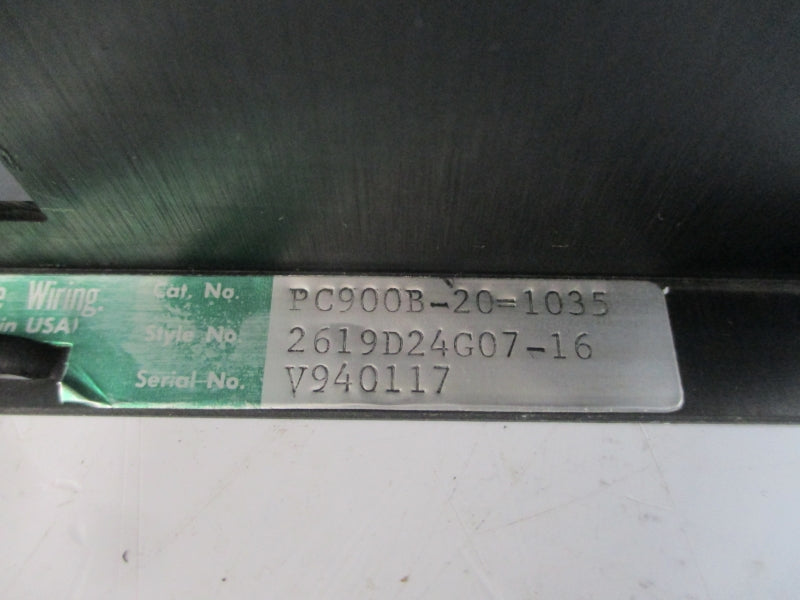 e Wiring.
in USA)
Cat. No. PC900B-20=1035
Style No. 2619D24G07-16
Serial No. V940117